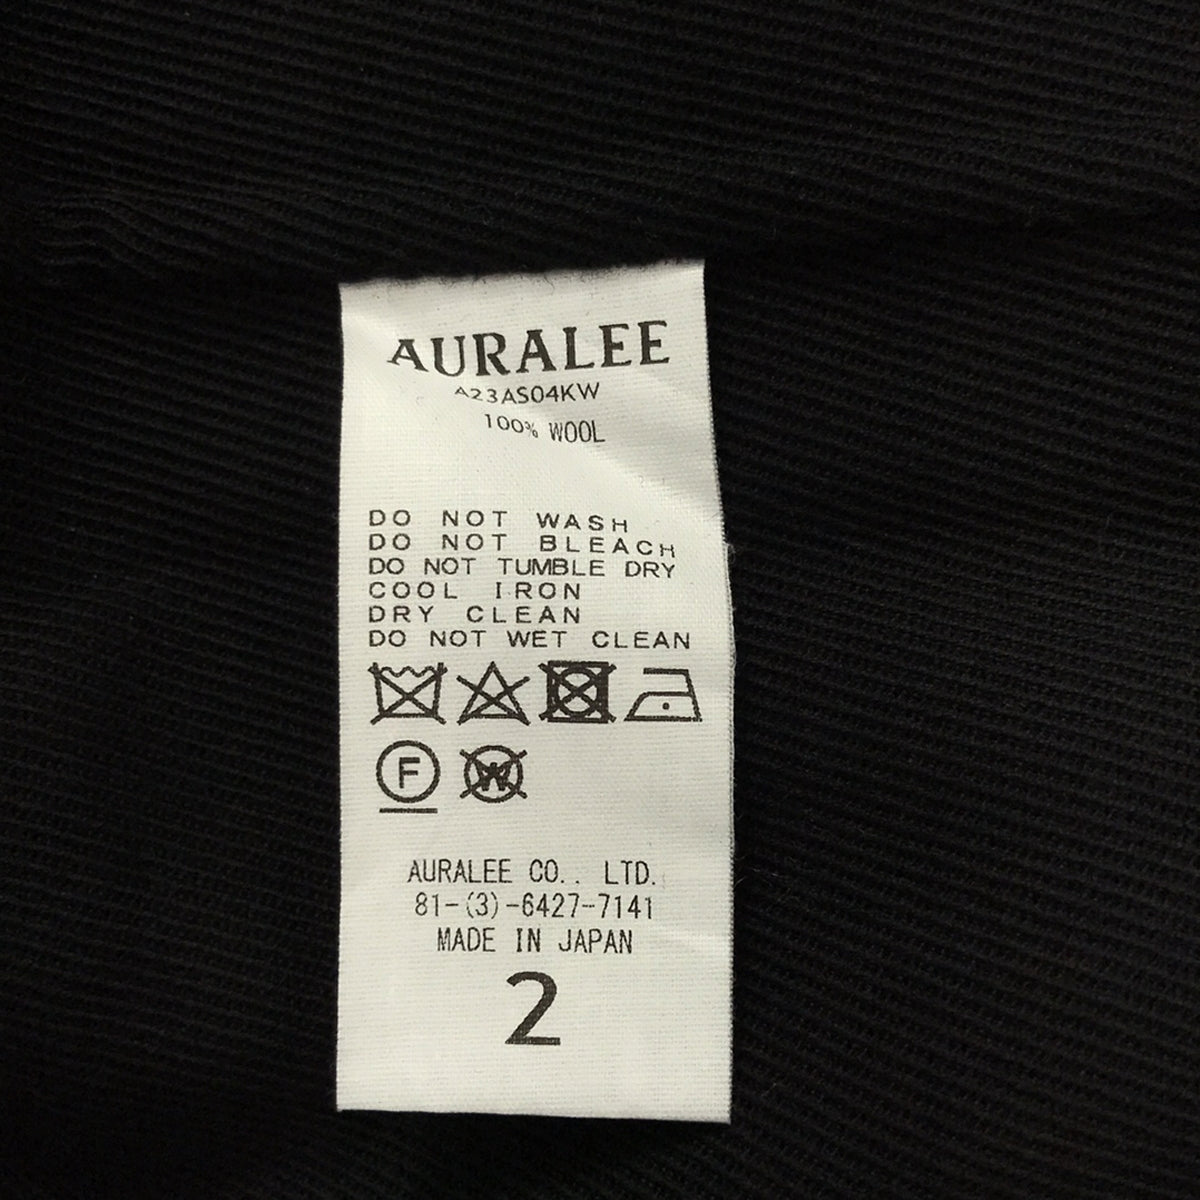 AURALEE
A23AS04KW
100% WOOL
DO NOT WASH
DO NOT BLEACH
DO NOT TUMBLE DRY
COOL IRON
DRY CLEAN
DO NOT WET CLEAN
F W
AURALEE CO., LTD.
81-(3)-6427-7141
MADE IN JAPAN
2